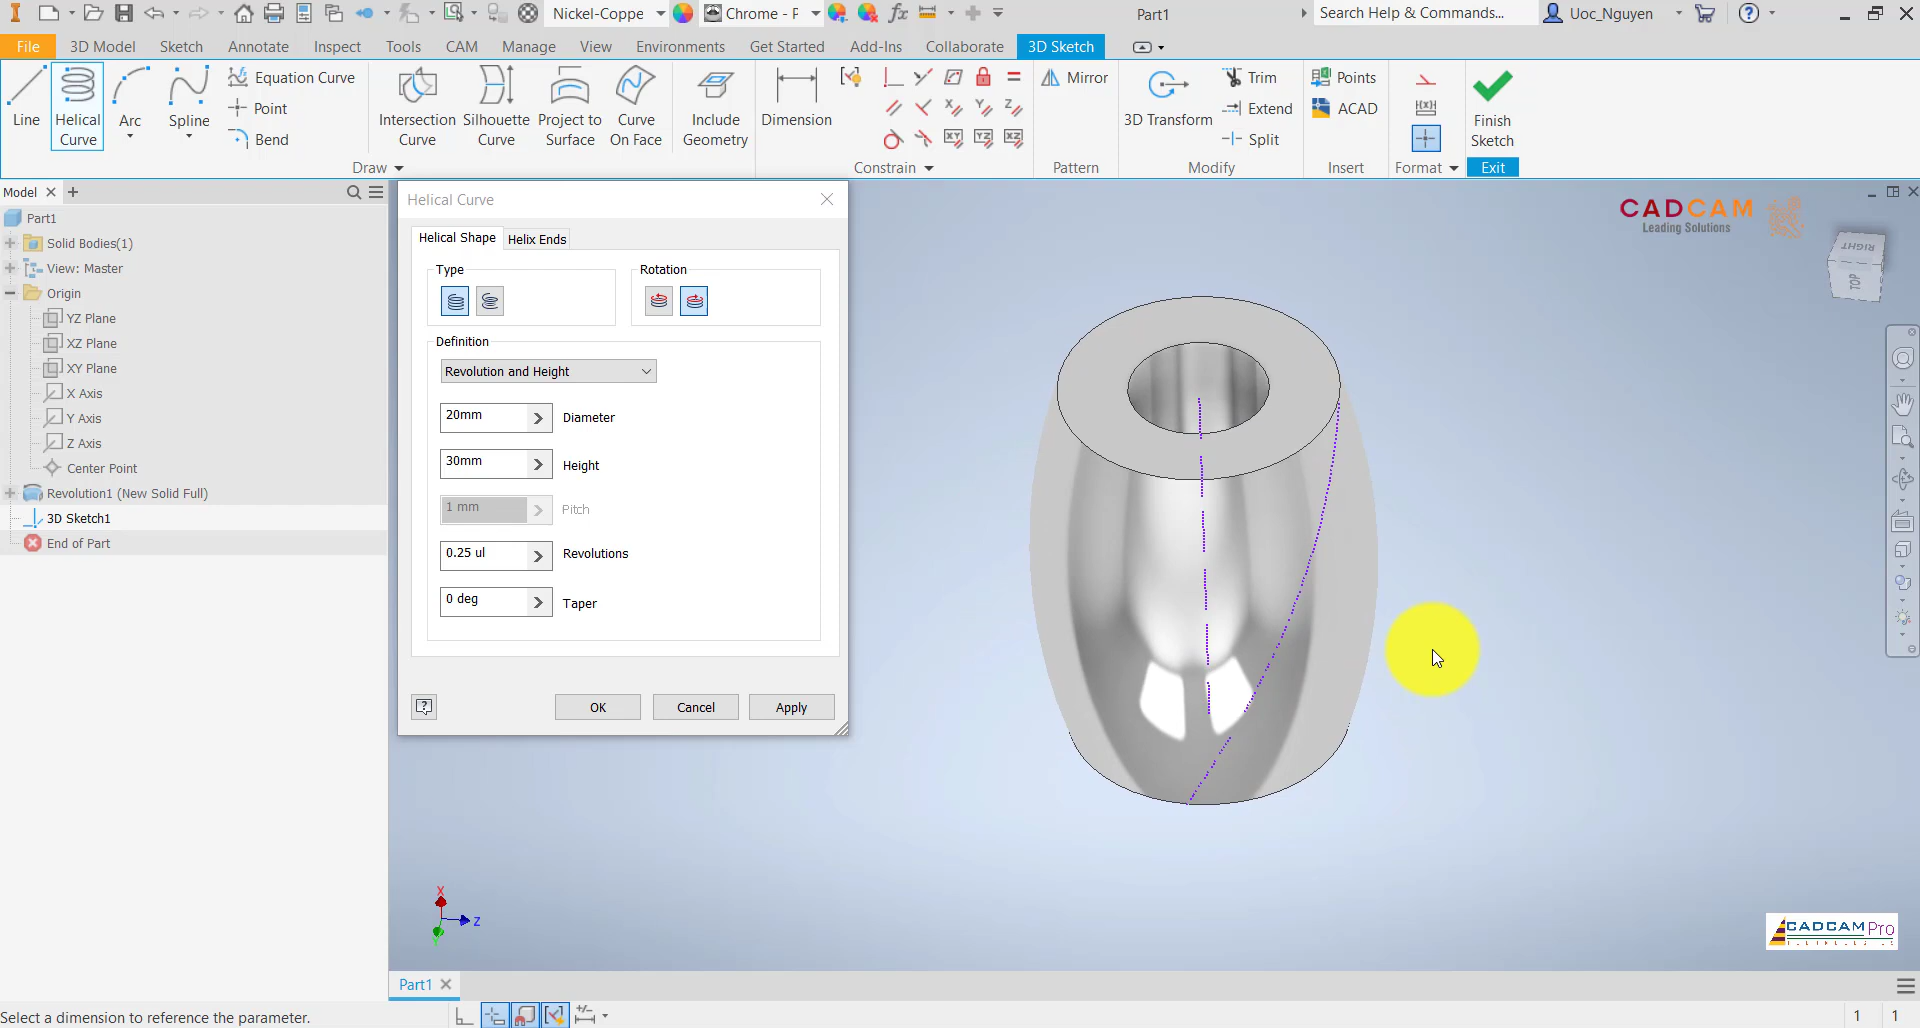 Nickel-Coppe
Chrome - P
fx
Part1
Search Help & Commands...
Uoc_Nguyen
File
3D Model
Sketch
Annotate
Inspect
Tools
CAM
Manage
View
Environments
Get Started
Add-Ins
Collaborate
3D Sketch
Line
Helical
Curve
Arc
Spline
Equation Curve
Point
Bend
Intersection
Curve
Silhouette
Curve
Project to
Surface
Curve
On Face
Include
Geometry
Dimension
Mirror
3D Transform
Trim
Extend
Split
Points
ACAD
Finish
Sketch
Draw
Constrain
Pattern
Modify
Insert
Format
Exit
Model
Part1
Solid Bodies(1)
View: Master
Origin
YZ Plane
XZ Plane
XY Plane
X Axis
Y Axis
Z Axis
Center Point
Revolution1 (New Solid Full)
3D Sketch1
End of Part
Helical Curve
Helical Shape
Helix Ends
Type
Rotation
Definition
Revolution and Height
20mm
Diameter
30mm
Height
1 mm
Pitch
0.25 ul
Revolutions
0 deg
Taper
OK
Cancel
Apply
CADCAM
Leading Solutions
RIGHT
TOP
X
Z
Y
CADCAMPro
Part1
Select a dimension to reference the parameter.
1
1